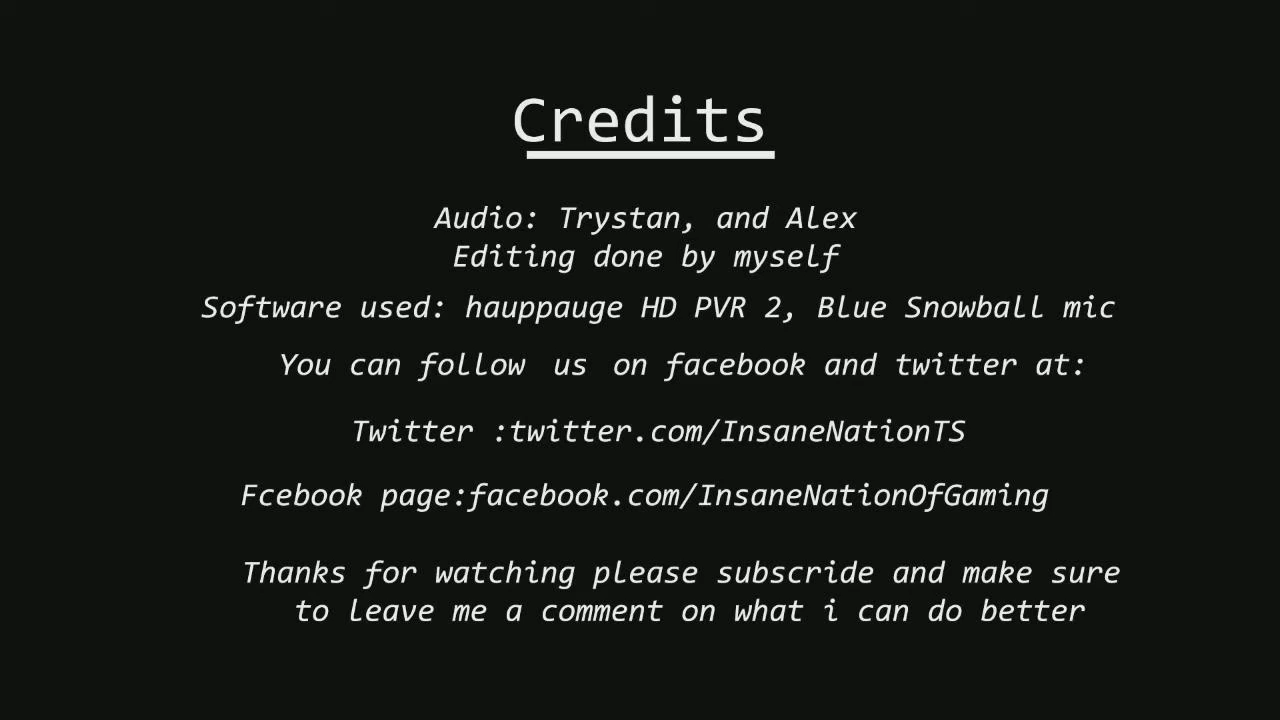 Credits
Audio: Trystan, and Alex
Editing done by myself
Software used: hauppauge HD PVR 2, Blue Snowball mic
You can follow us on facebook and twitter at:
Twitter :twitter.com/InsaneNationTS
Fcebook page:facebook.com/InsaneNationOfGaming
Thanks for watching please subscride and make sure
to leave me a comment on what i can do better